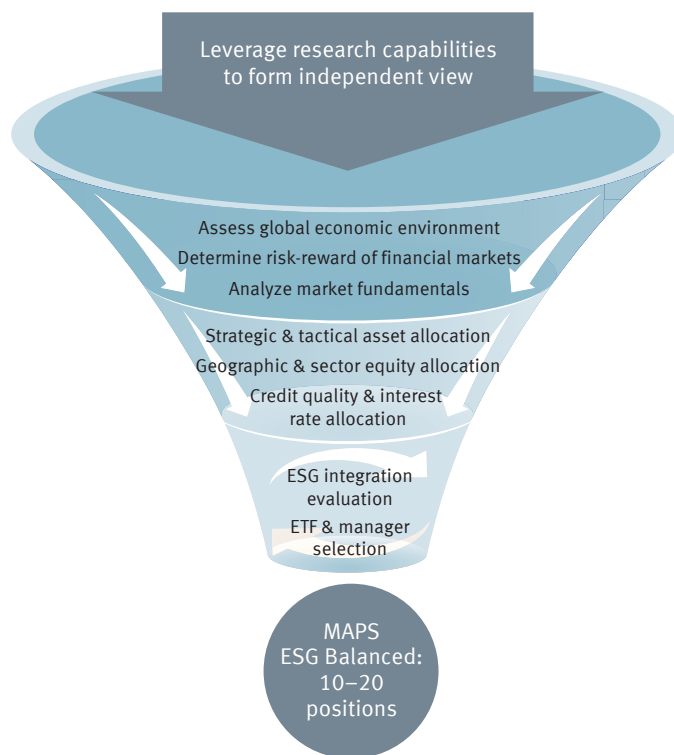 Leverage research capabilities
to form independent view
Assess global economic environment
Determine risk-reward of financial markets
Analyze market fundamentals
Strategic & tactical asset allocation
Geographic & sector equity allocation
Credit quality & interest
rate allocation
ESG integration
evaluation
ETF & manager
selection
MAPS
ESG Balanced:
10–20
positions